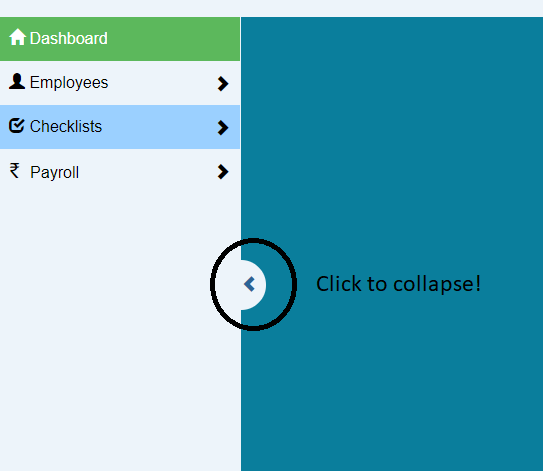 Dashboard
Employees
Checklists
₹ Payroll
Click to collapse!